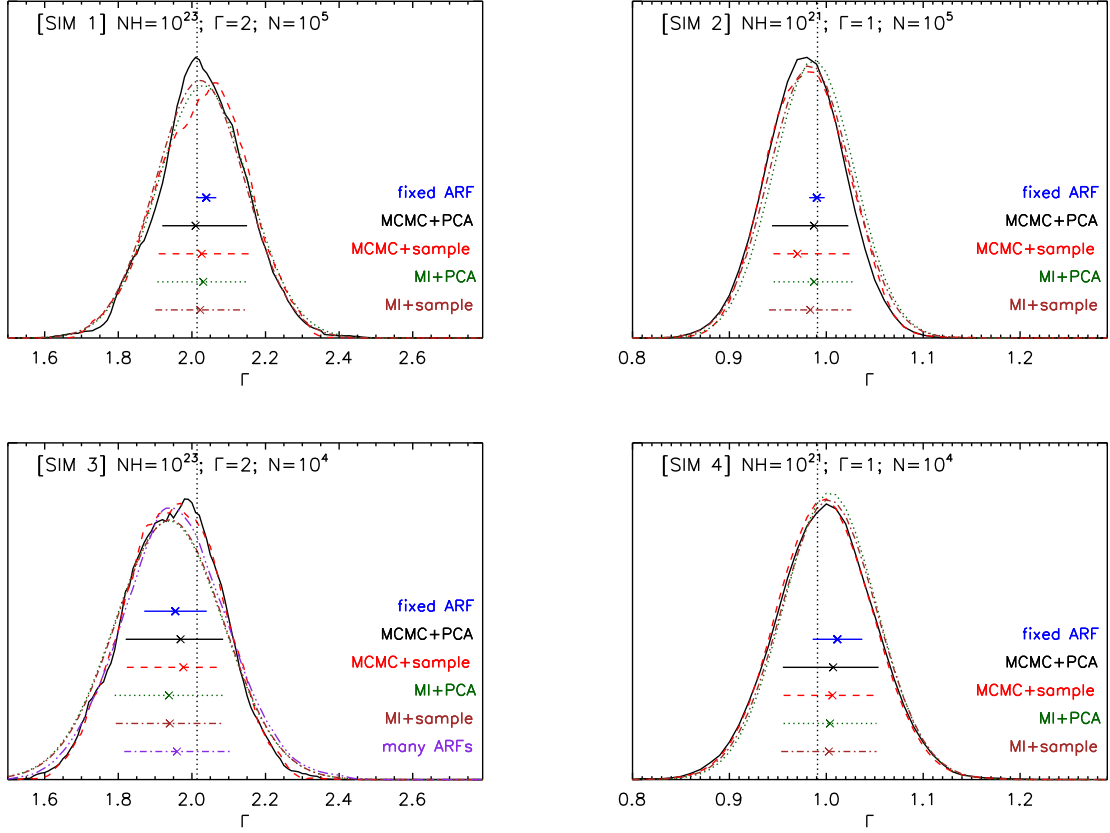 [SIM 1] NH=10²³; Γ=2; N=10⁵
fixed ARF
MCMC+PCA
MCMC+sample
MI+PCA
MI+sample
1.6 1.8 2.0 2.2 2.4 2.6
Γ
[SIM 2] NH=10²¹; Γ=1; N=10⁵
fixed ARF
MCMC+PCA
MCMC+sample
MI+PCA
MI+sample
0.8 0.9 1.0 1.1 1.2
Γ
[SIM 3] NH=10²³; Γ=2; N=10⁴
fixed ARF
MCMC+PCA
MCMC+sample
MI+PCA
MI+sample
many ARFs
1.6 1.8 2.0 2.2 2.4 2.6
Γ
[SIM 4] NH=10²¹; Γ=1; N=10⁴
fixed ARF
MCMC+PCA
MCMC+sample
MI+PCA
MI+sample
0.8 0.9 1.0 1.1 1.2
Γ